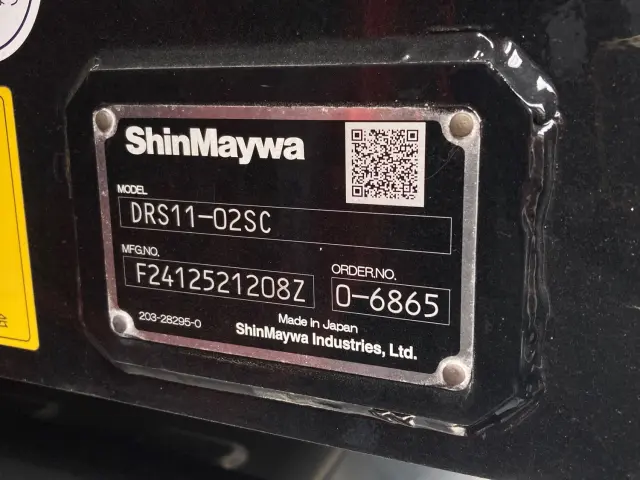 ShinMaywa
MODEL
DRS11-02SC
MFG.NO.
F2412521208Z
ORDER.NO.
0-6865
203-28295-0
Made in Japan
ShinMaywa Industries, Ltd.